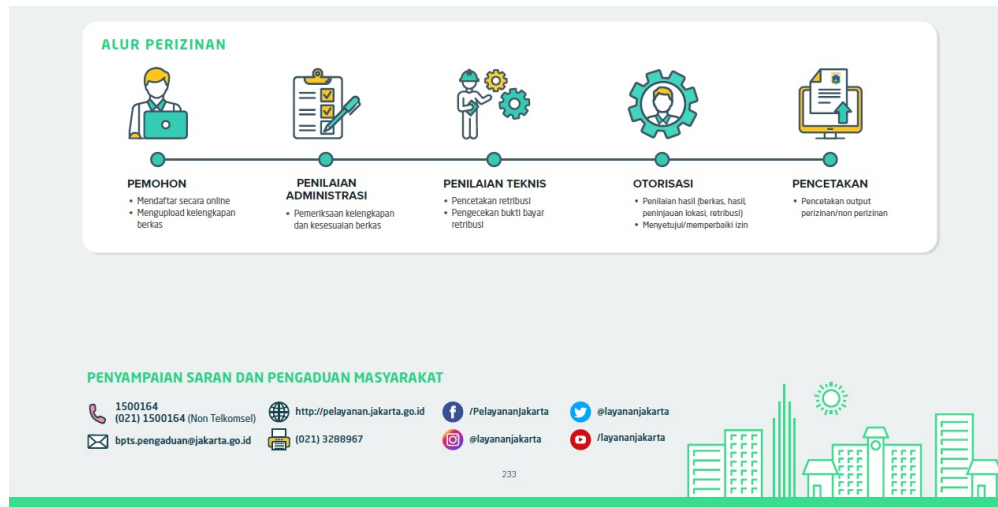 ALUR PERIZINAN
PEMOHON
• Mendaftar secara online
• Mengupload kelengkapan
berkas
PENILAIAN
ADMINISTRASI
• Pemeriksaan kelengkapan
dan kesesuaian berkas
PENILAIAN TEKNIS
• Pencetakan retribusi
• Pengecekan bukti bayar
retribusi
OTORISASI
• Penilaian hasil (berkas, hasil,
peninjauan lokasi, retribusi)
• Menyetujui/memperbaiki izin
PENCETAKAN
• Pencetakan output
perizinan/non perizinan
PENYAMPAIAN SARAN DAN PENGADUAN MASYARAKAT
1500164
(021) 1500164 (Non Telkomsel)
bpts.pengaduan@jakarta.go.id
http://pelayanan.jakarta.go.id
(021) 3288967
/PelayananJakarta
@layananjakarta
@layananjakarta
/layananjakarta
233